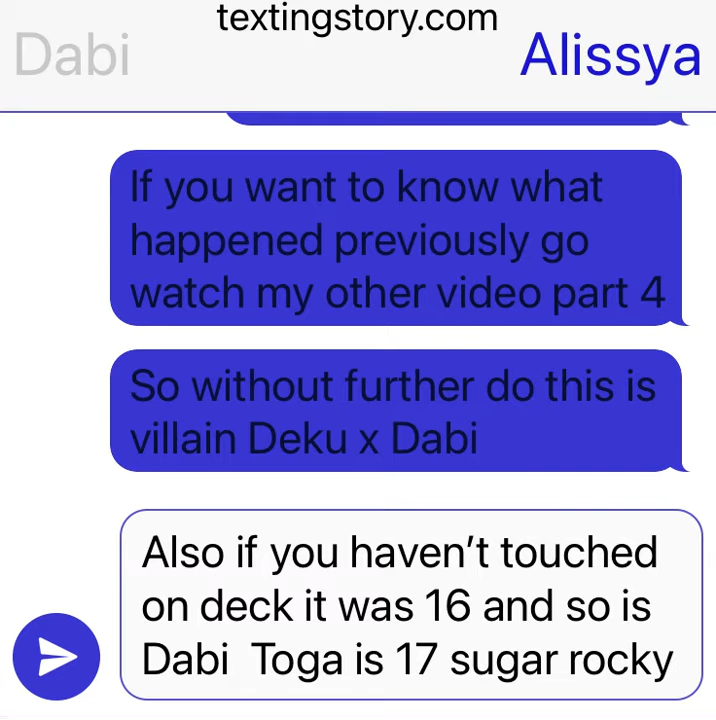 textingstory.com
Dabi
Alissya
If you want to know what
happened previously go
watch my other video part 4
So without further do this is
villain Deku x Dabi
Also if you haven’t touched
on deck it was 16 and so is
Dabi  Toga is 17 sugar rocky